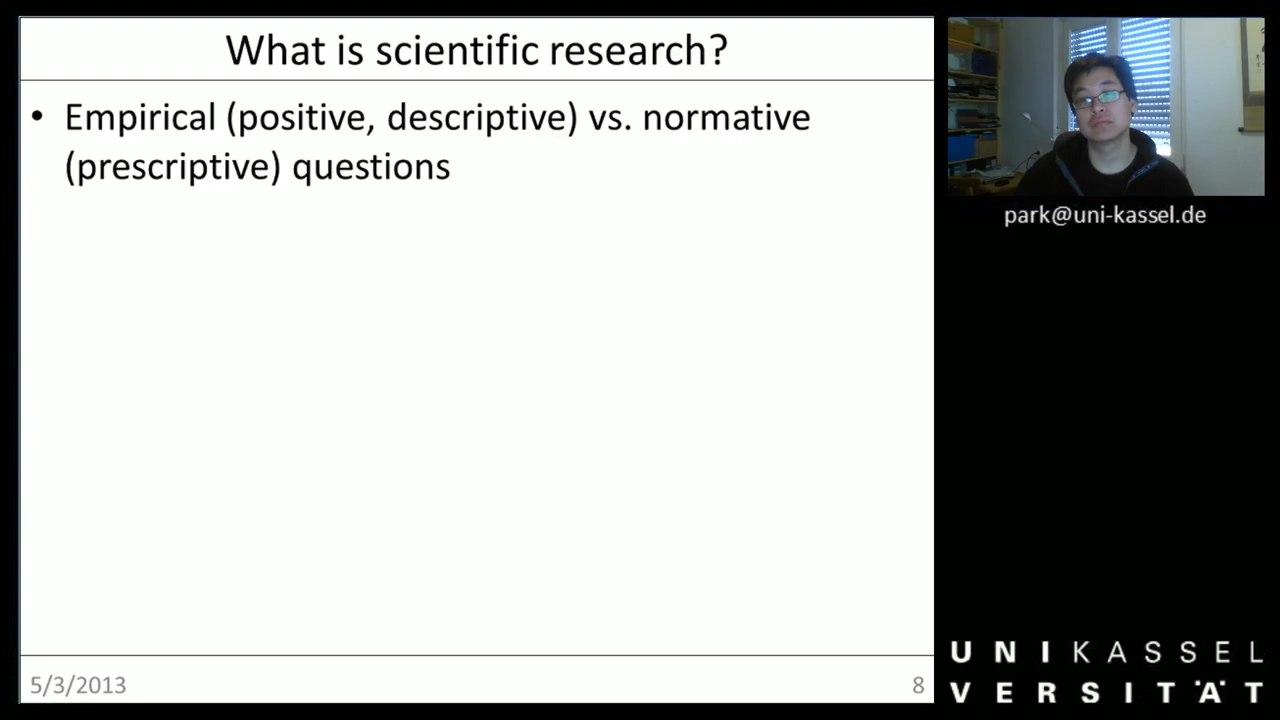 What is scientific research?
• Empirical (positive, descriptive) vs. normative
(prescriptive) questions
5/3/2013
8
park@uni-kassel.de
UNIKASSEL
VERSITÄT